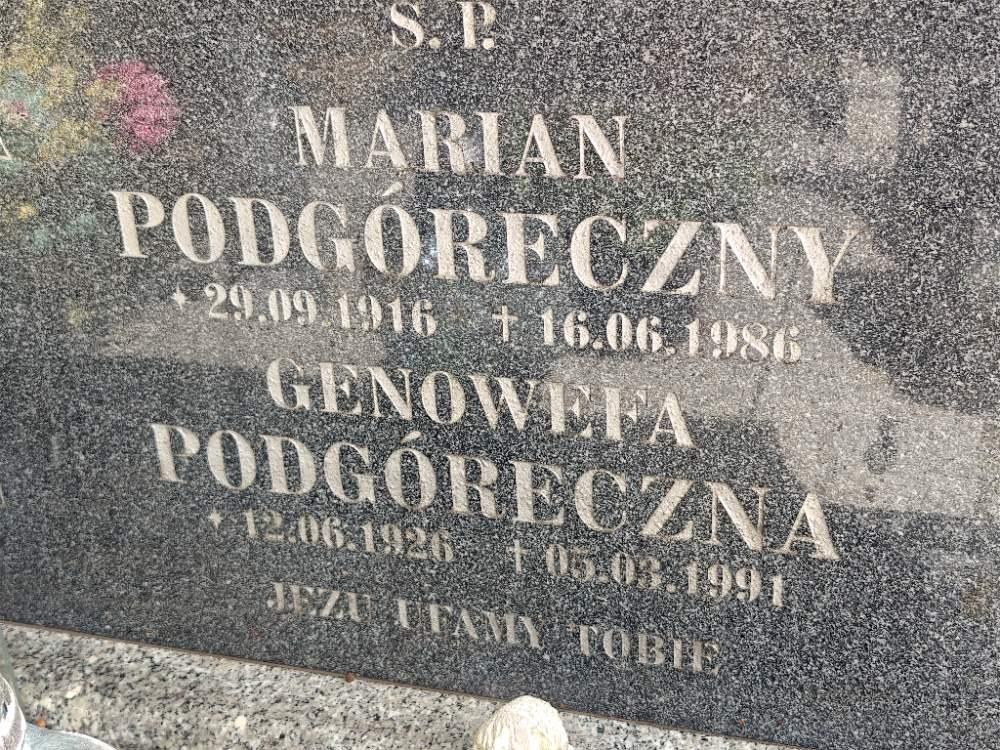 S.P.
MARIAN
PODGÓRECZNY
* 29.09.1916 † 16.06.1986
GENOWEFA
PODGÓRECZNA
* 12.06.1926 † 05.03.1991
JEZU UFAMY TOBIE